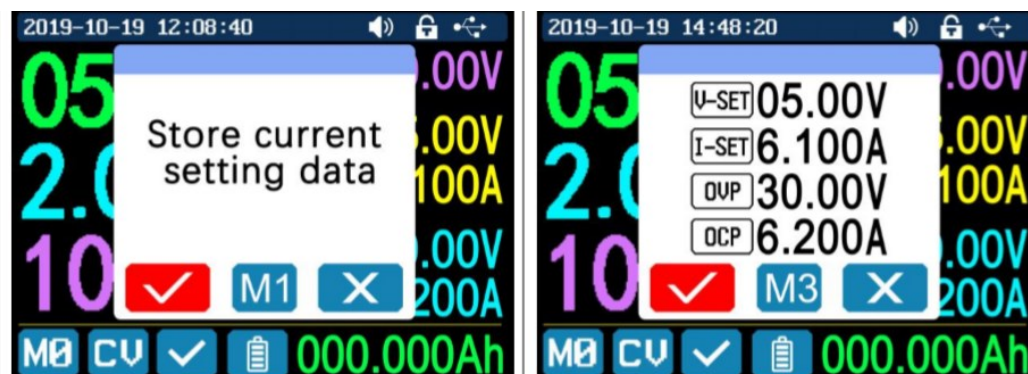 2019-10-19 12:08:40
05
.00V
Store current
setting data
.00V
2.0
100A
10
.00V
M1
200A
M0 CV 000.000Ah
2019-10-19 14:48:20
05
.00V
V-SET 05.00V
I-SET 6.100A
.00V
2.0
OVP 30.00V
100A
OCP 6.200A
10
.00V
M3
200A
M0 CV 000.000Ah